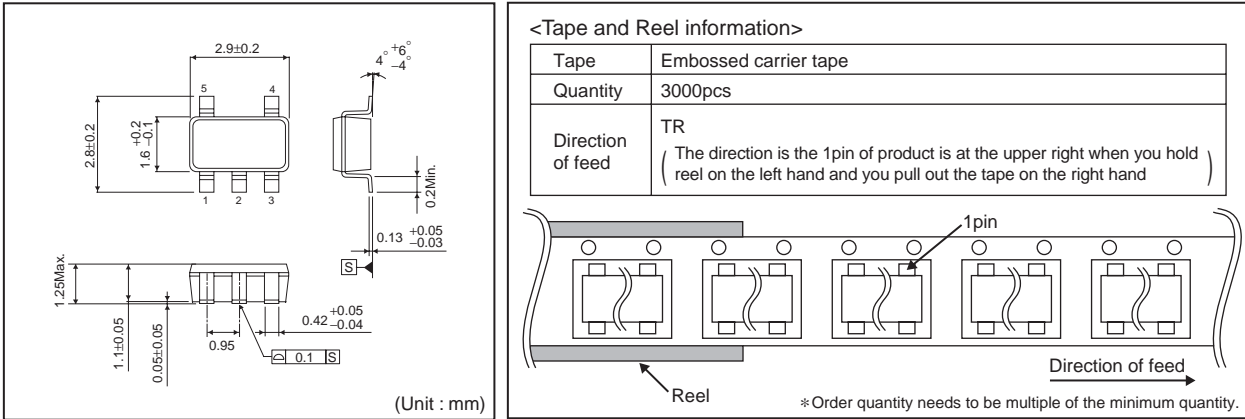 2.9±0.2
4° +6° −4°
5 4
2.8±0.2
1.6 +0.2 −0.1
1 2 3
0.2Min.
0.13 +0.05 −0.03
S
1.25Max.
1.1±0.05
0.05±0.05
0.95
0.42 +0.05 −0.04
0.1 S
(Unit : mm)
<Tape and Reel information>
Tape Embossed carrier tape
Quantity 3000pcs
Direction of feed
TR
The direction is the 1pin of product is at the upper right when you hold
reel on the left hand and you pull out the tape on the right hand
1pin
Direction of feed
Reel
*Order quantity needs to be multiple of the minimum quantity.